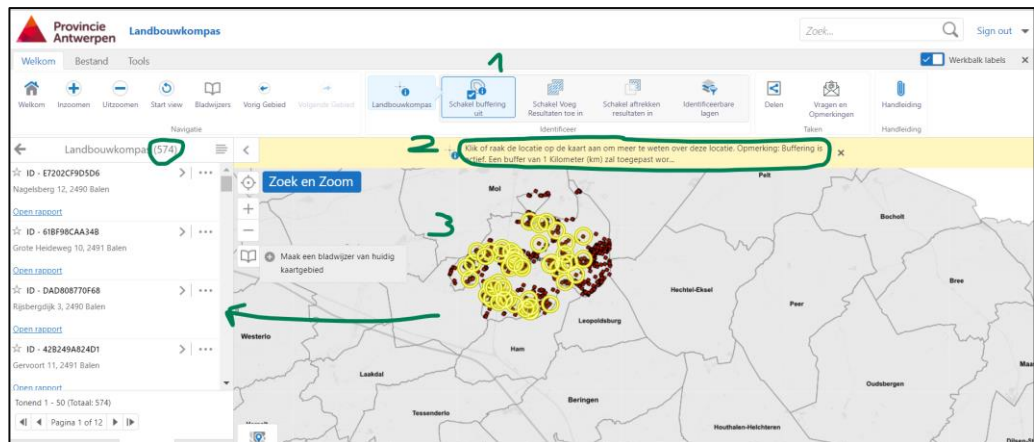 Provincie
Antwerpen
Landbouwkompas
Zoek...
Sign out
Welkom
Bestand
Tools
1
Werkbalk labels
Welkom
Inzoomen
Uitzoomen
Start view
Bladwijzers
Vorig Gebied
Volgende Gebied
Landbouwkompas
Schakel buffering
uit
Schakel Voeg
Resultaten toe in
Schakel aftrekken
resultaten in
Identificeerbare
lagen
Delen
Vragen en
Opmerkingen
Handleiding
Navigatie
Identificeer
Taken
Handleiding
Landbouwkompas (574)
2
Klik of raak de locatie op de kaart aan om meer te weten over deze locatie. Opmerking: Buffering is
actief. Een buffer van 1 Kilometer (km) zal toegepast wor...
ID - E7202CF9D5D6
Nagelsberg 12, 2490 Balen
Open rapport
ID - 61BF98CAA34B
Grote Heideweg 10, 2491 Balen
Open rapport
ID - DAD808770F68
Rijsbergdijk 3, 2490 Balen
Open rapport
ID - 42B249A824D1
Gervoort 11, 2491 Balen
Open rapport
Tonend 1 - 50 (Totaal: 574)
Pagina 1 of 12
Zoek en Zoom
3
Maak een bladwijzer van huidig
kaartgebied
Mol
Pelt
Bocholt
Bree
Hechtel-Eksel
Peer
Leopoldsburg
Westerlo
Ham
Laakdal
Oudsbergen
Beringen
Tessenderlo
Houthalen-Helchteren